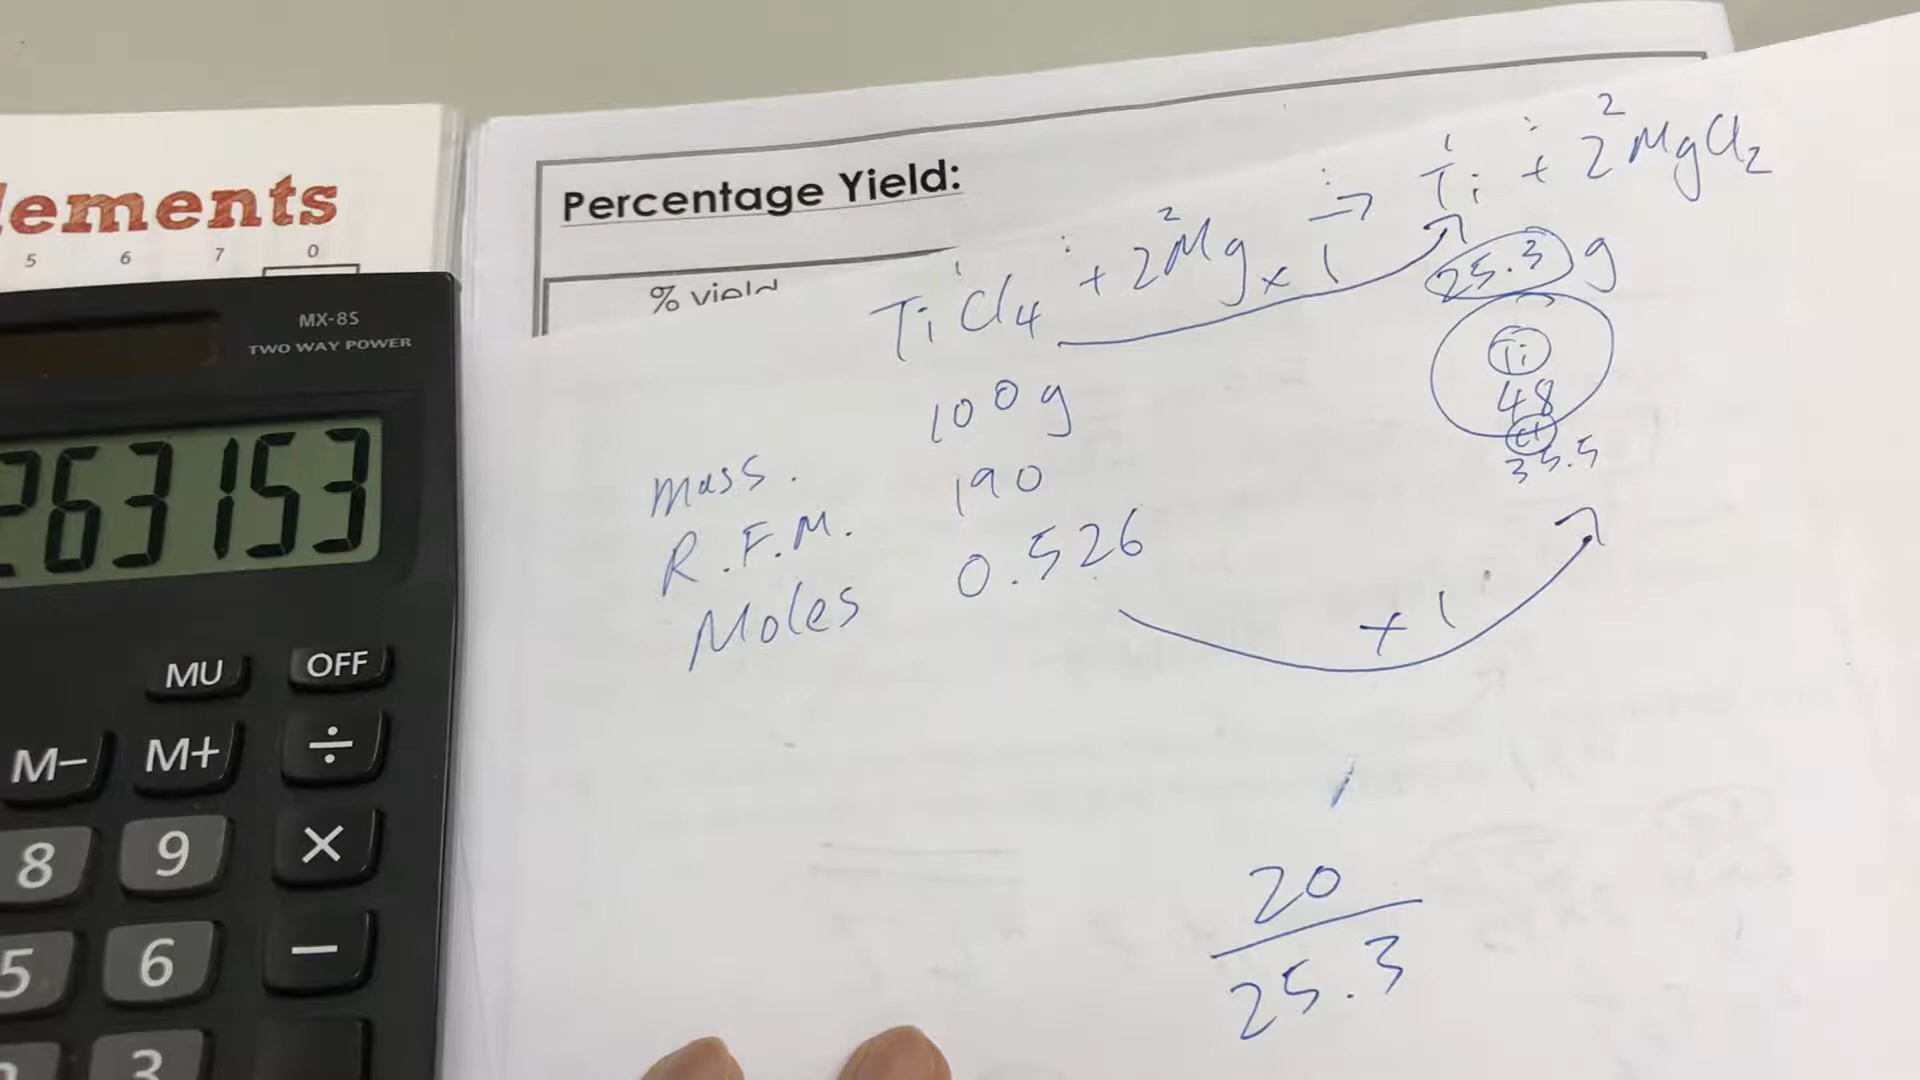 lements
5 6 7 0
MX-8S
TWO WAY POWER
263153
MU OFF
M− M+ ÷
8 9 ×
5 6 −
3
Percentage Yield:
% yield
TiCl4 + 2Mg → Ti + 2MgCl2
1 2 1 2
× 1
25.3 g
Ti
48
Cl
35.5
mass. 100g
R.F.M. 190
Moles 0.526
× 1
20
25.3